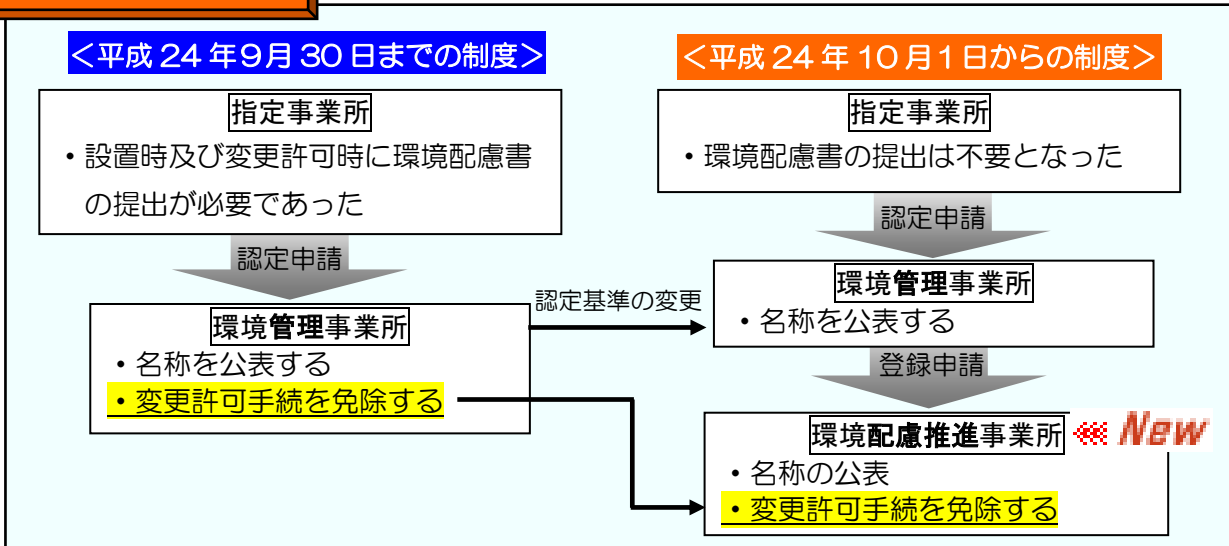 ＜平成 24 年９月 30 日までの制度＞
指定事業所
・設置時及び変更許可時に環境配慮書
の提出が必要であった
認定申請
環境管理事業所
・名称を公表する
・変更許可手続を免除する
認定基準の変更
＜平成 24 年 10 月１日からの制度＞
指定事業所
・環境配慮書の提出は不要となった
認定申請
環境管理事業所
・名称を公表する
登録申請
環境配慮推進事業所
New
・名称の公表
・変更許可手続を免除する